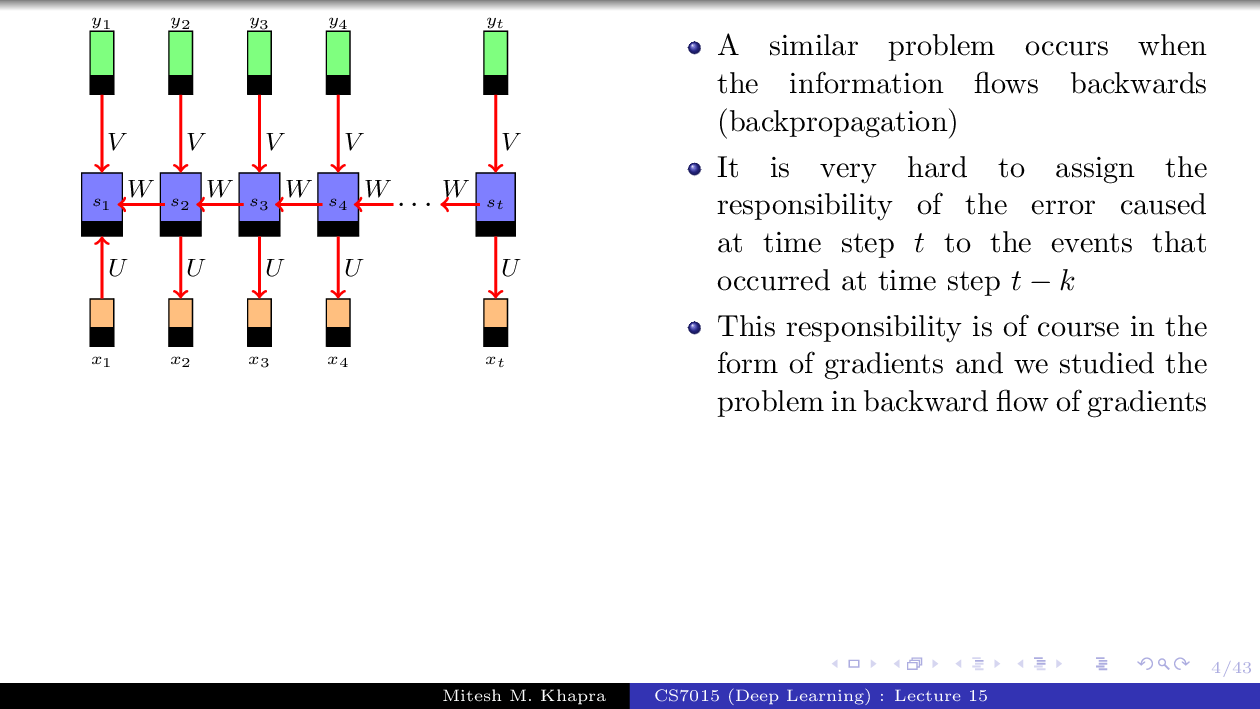 y1 y2 y3 y4 yt
V V V V V
W W W W W
s1 s2 s3 s4 ... st
U U U U U
x1 x2 x3 x4 xt
A similar problem occurs when
the information flows backwards
(backpropagation)
It is very hard to assign the
responsibility of the error caused
at time step t to the events that
occurred at time step t − k
This responsibility is of course in the
form of gradients and we studied the
problem in backward flow of gradients
4/43
Mitesh M. Khapra
CS7015 (Deep Learning) : Lecture 15